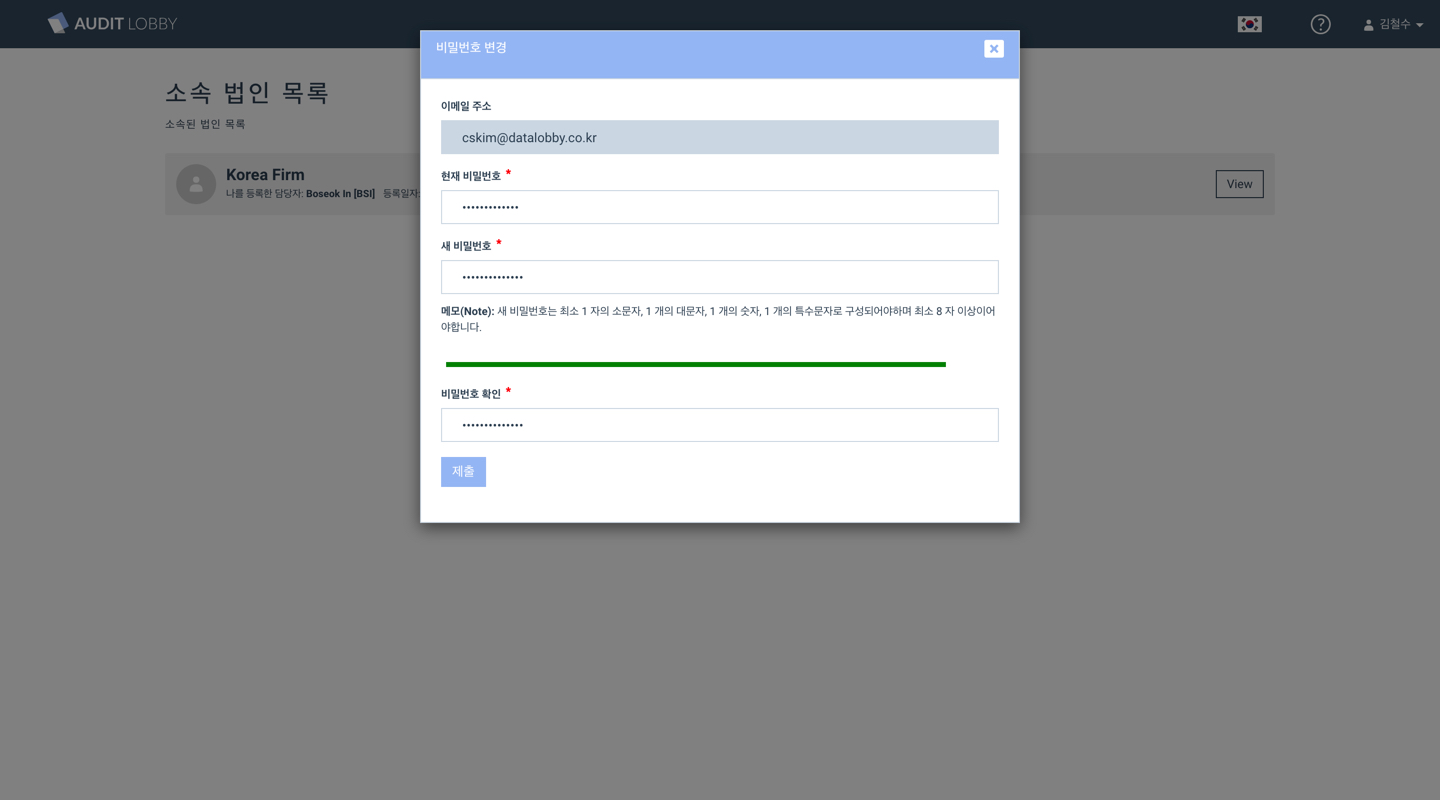 AUDIT LOBBY
김철수
비밀번호 변경
소속 법인 목록
소속된 법인 목록
Korea Firm
나를 등록한 담당자: Boseok In [BSI] 등록일자:
View
이메일 주소
cskim@datalobby.co.kr
현재 비밀번호 *
•••••••••••••
새 비밀번호 *
••••••••••••••
메모(Note): 새 비밀번호는 최소 1 자의 소문자, 1 개의 대문자, 1 개의 숫자, 1 개의 특수문자로 구성되어야하며 최소 8 자 이상이어
야합니다.
비밀번호 확인 *
••••••••••••••
제출